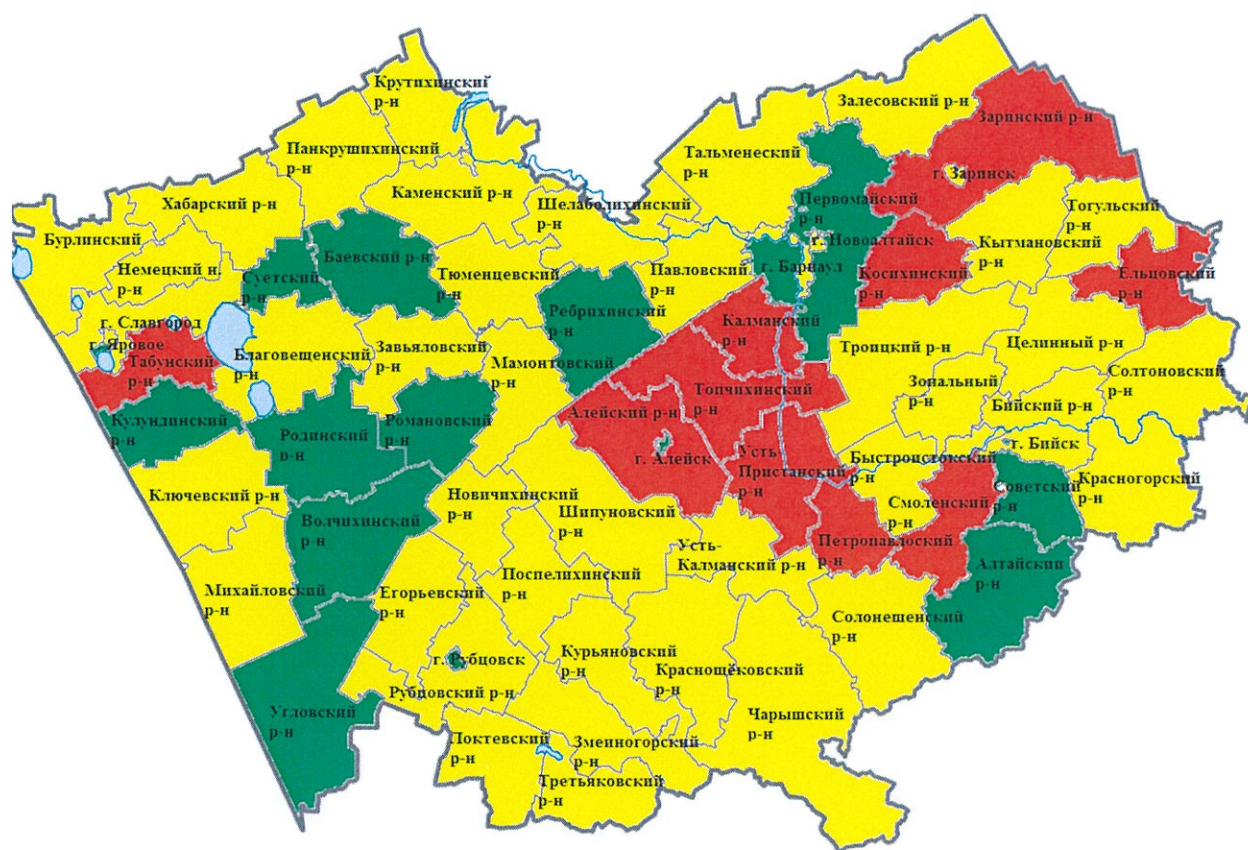 Крутихинский
р-н
Залесовский р-н
Заринский р-н
Панкрушихинский
р-н
Тальменеский
р-н
г. Заринск
Каменский р-н
Хабарский р-н
Шелаболихинский
р-н
Первомайский
р-н
Тогульский
р-н
Бурлинский
р-н
г. Новоалтайск
Кытмановский
р-н
Немецкий н.
р-н
Суетский
р-н
Баевский р-н
Тюменцевский
р-н
Павловский
р-н
г. Барнаул
Косихинский
р-н
Ельцовский
р-н
Ребрихинский
р-н
г. Славгород
г. Яровое
Табунский
р-н
Благовещенский
р-н
Завьяловский
р-н
Мамонтовский
р-н
Калманский
р-н
Троицкий р-н
Целинный р-н
Солтоновский
р-н
Зональный
р-н
Топчихинский
р-н
Кулундинский
р-н
Романовский
р-н
Алейский р-н
Бийский р-н
Родинский
р-н
г. Алейск
Усть
Пристанский
р-н
Быстроистокский
р-н
г. Бийск
Ключевский р-н
Новичихинский
р-н
Смоленский
р-н
Советский
р-н
Красногорский
р-н
Волчихинский
р-н
Шипуновский
р-н
Петропавлоский
р-н
Усть-
Калманский р-н
Алтайский
р-н
Михайловский
р-н
Поспелихинский
р-н
Егорьевский
р-н
Солонешенский
р-н
г. Рубцовск
Курьяновский
р-н
Краснощёковский
р-н
Рубцовский р-н
Угловский
р-н
Чарышский
р-н
Локтевский
р-н
Змеиногорский
р-н
Третьяковский
р-н